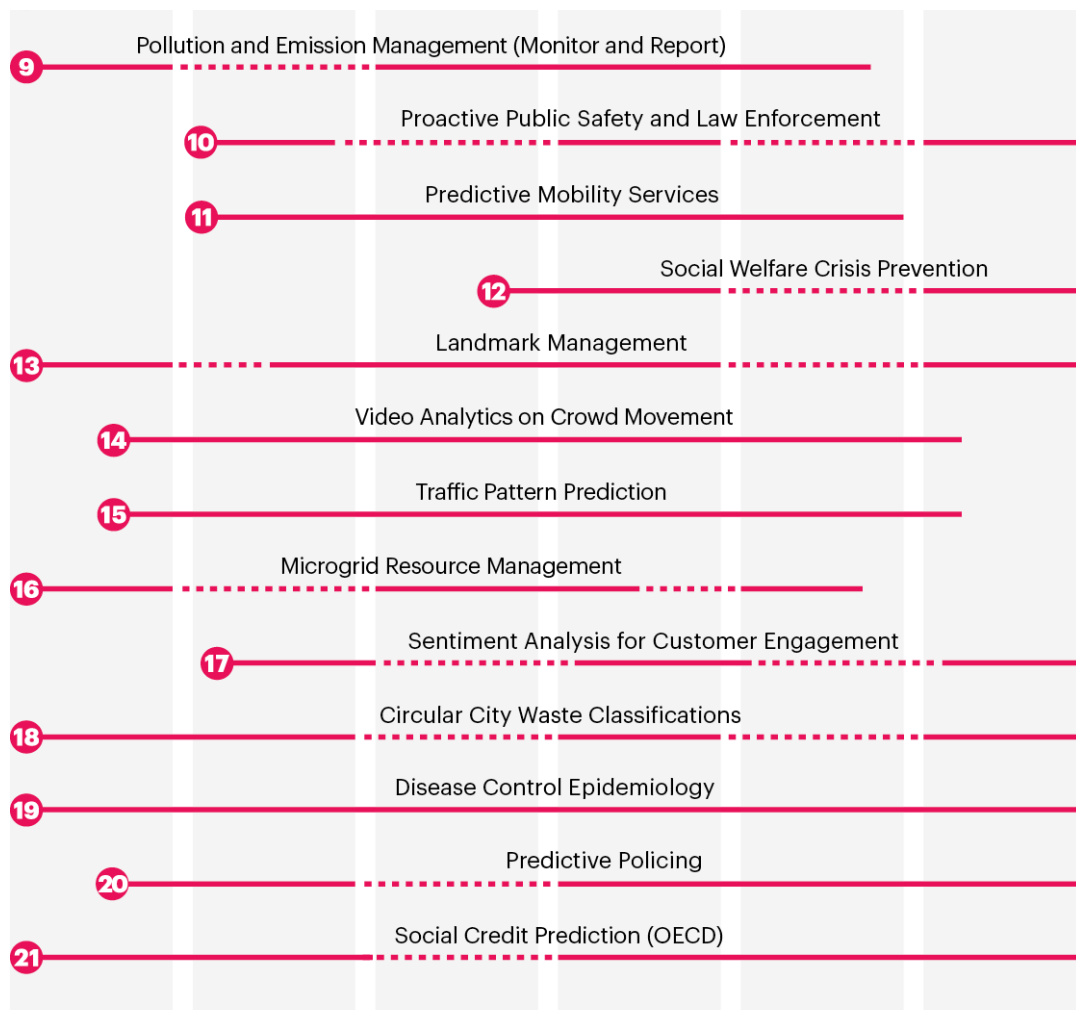 Pollution and Emission Management (Monitor and Report)
9
Proactive Public Safety and Law Enforcement
10
Predictive Mobility Services
11
Social Welfare Crisis Prevention
12
Landmark Management
13
Video Analytics on Crowd Movement
14
Traffic Pattern Prediction
15
Microgrid Resource Management
16
Sentiment Analysis for Customer Engagement
17
Circular City Waste Classifications
18
Disease Control Epidemiology
19
Predictive Policing
20
Social Credit Prediction (OECD)
21